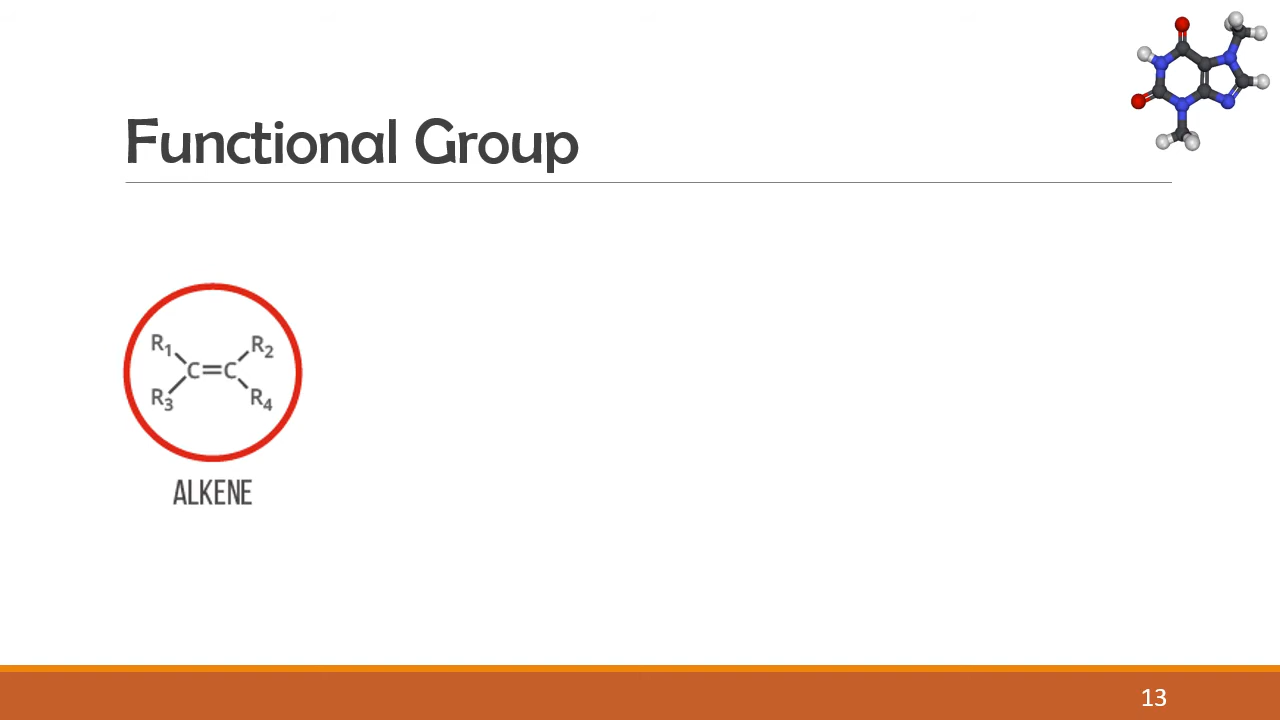 Functional Group
R1 R2
C=C
R3 R4
ALKENE
13